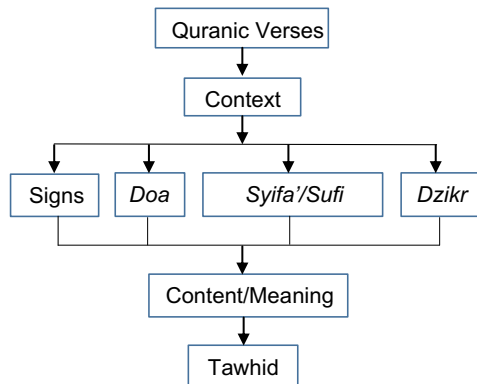 Quranic Verses
Context
Signs
Doa
Syifa'/Sufi
Dzikr
Content/Meaning
Tawhid